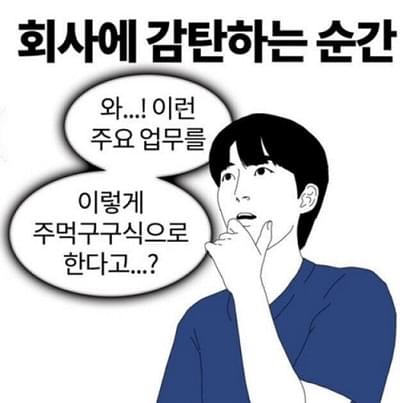 회사에 감탄하는 순간
와...! 이런
주요 업무를
이렇게
주먹구구식으로
한다고...?